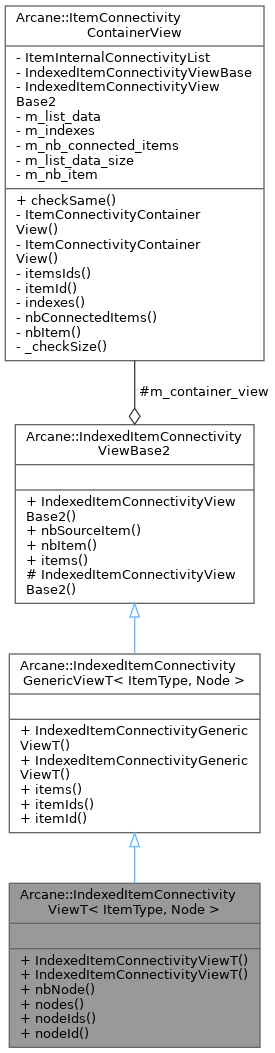 Arcane::ItemConnectivity
ContainerView
- ItemInternalConnectivityList
- IndexedItemConnectivityViewBase
- IndexedItemConnectivityView
Base2
- m_list_data
- m_indexes
- m_nb_connected_items
- m_list_data_size
- m_nb_item
+ checkSame()
- ItemConnectivityContainer
View()
- ItemConnectivityContainer
View()
- itemsIds()
- itemId()
- indexes()
- nbConnectedItems()
- nbItem()
- _checkSize()
#m_container_view
Arcane::IndexedItemConnectivity
ViewBase2
+ IndexedItemConnectivityView
Base2()
+ nbSourceItem()
+ nbItem()
+ items()
# IndexedItemConnectivityView
Base2()
Arcane::IndexedItemConnectivity
GenericViewT< ItemType, Node >
+ IndexedItemConnectivityGeneric
ViewT()
+ IndexedItemConnectivityGeneric
ViewT()
+ items()
+ itemIds()
+ itemId()
Arcane::IndexedItemConnectivity
ViewT< ItemType, Node >
+ IndexedItemConnectivityViewT()
+ IndexedItemConnectivityViewT()
+ nbNode()
+ nodes()
+ nodeIds()
+ nodeId()